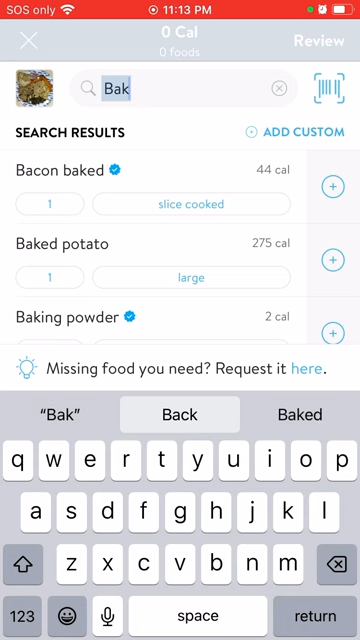 SOS only 11:13 PM
0 Cal
0 foods
Review
Bak
SEARCH RESULTS
ADD CUSTOM
Bacon baked 44 cal
1 slice cooked
Baked potato 275 cal
1 large
Baking powder 2 cal
Missing food you need? Request it here.
“Bak” Back Baked
q w e r t y u i o p
a s d f g h j k l
z x c v b n m
123 space return